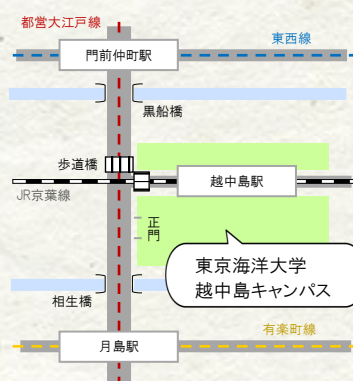 都営大江戸線
東西線
門前仲町駅
黒船橋
歩道橋
越中島駅
JR京葉線
正門
東京海洋大学
越中島キャンパス
相生橋
有楽町線
月島駅